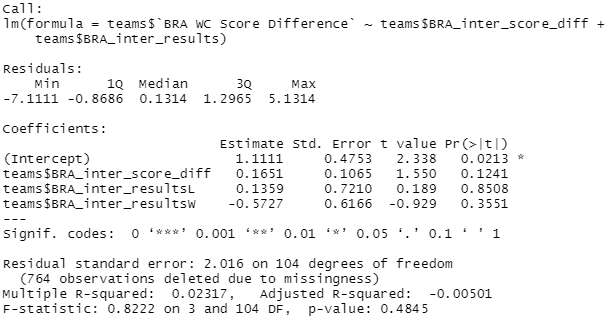 Call:
lm(formula = teams$`BRA WC Score Difference` ~ teams$BRA_inter_score_diff +
    teams$BRA_inter_results)
Residuals:
    Min      1Q  Median      3Q     Max
-7.1111 -0.8686  0.1314  1.2965  5.1314
Coefficients:
                           Estimate Std. Error t value Pr(>|t|)
(Intercept)                  1.1111     0.4753   2.338   0.0213 *
teams$BRA_inter_score_diff   0.1651     0.1065   1.550   0.1241
teams$BRA_inter_resultsL     0.1359     0.7210   0.189   0.8508
teams$BRA_inter_resultsW    -0.5727     0.6166  -0.929   0.3551
---
Signif. codes:  0 ‘***’ 0.001 ‘**’ 0.01 ‘*’ 0.05 ‘.’ 0.1 ‘ ’ 1
Residual standard error: 2.016 on 104 degrees of freedom
  (764 observations deleted due to missingness)
Multiple R-squared:  0.02317,   Adjusted R-squared:  -0.00501
F-statistic: 0.8222 on 3 and 104 DF,  p-value: 0.4845